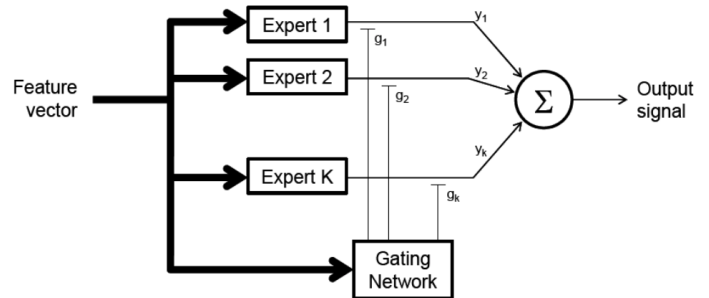 Expert 1
y1
g1
Expert 2
y2
g2
Feature
vector
Σ
Output
signal
Expert K
yk
gk
Gating
Network